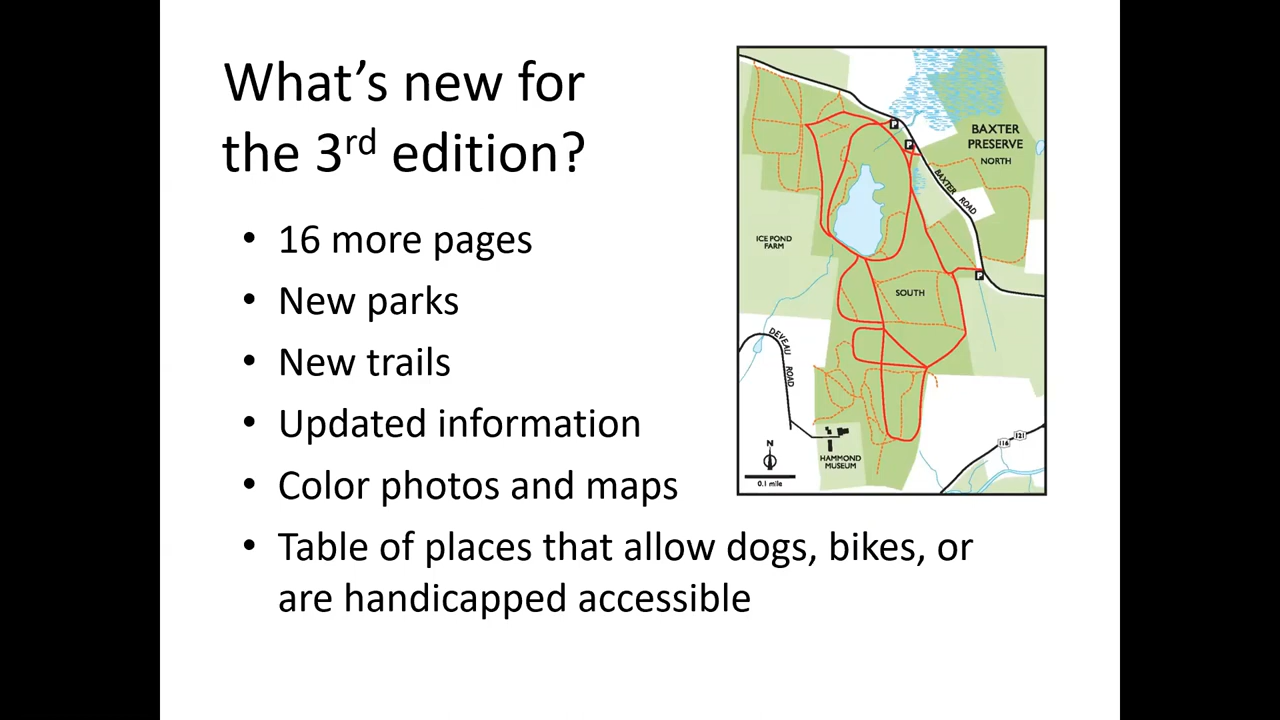 What's new for
the 3rd edition?
• 16 more pages
• New parks
• New trails
• Updated information
• Color photos and maps
• Table of places that allow dogs, bikes, or
are handicapped accessible
BAXTER
PRESERVE
NORTH
BAXTER ROAD
P
P
P
ICE POND
FARM
SOUTH
DEVEAU ROAD
HAMMOND
MUSEUM
N
0.1 mile
116
121